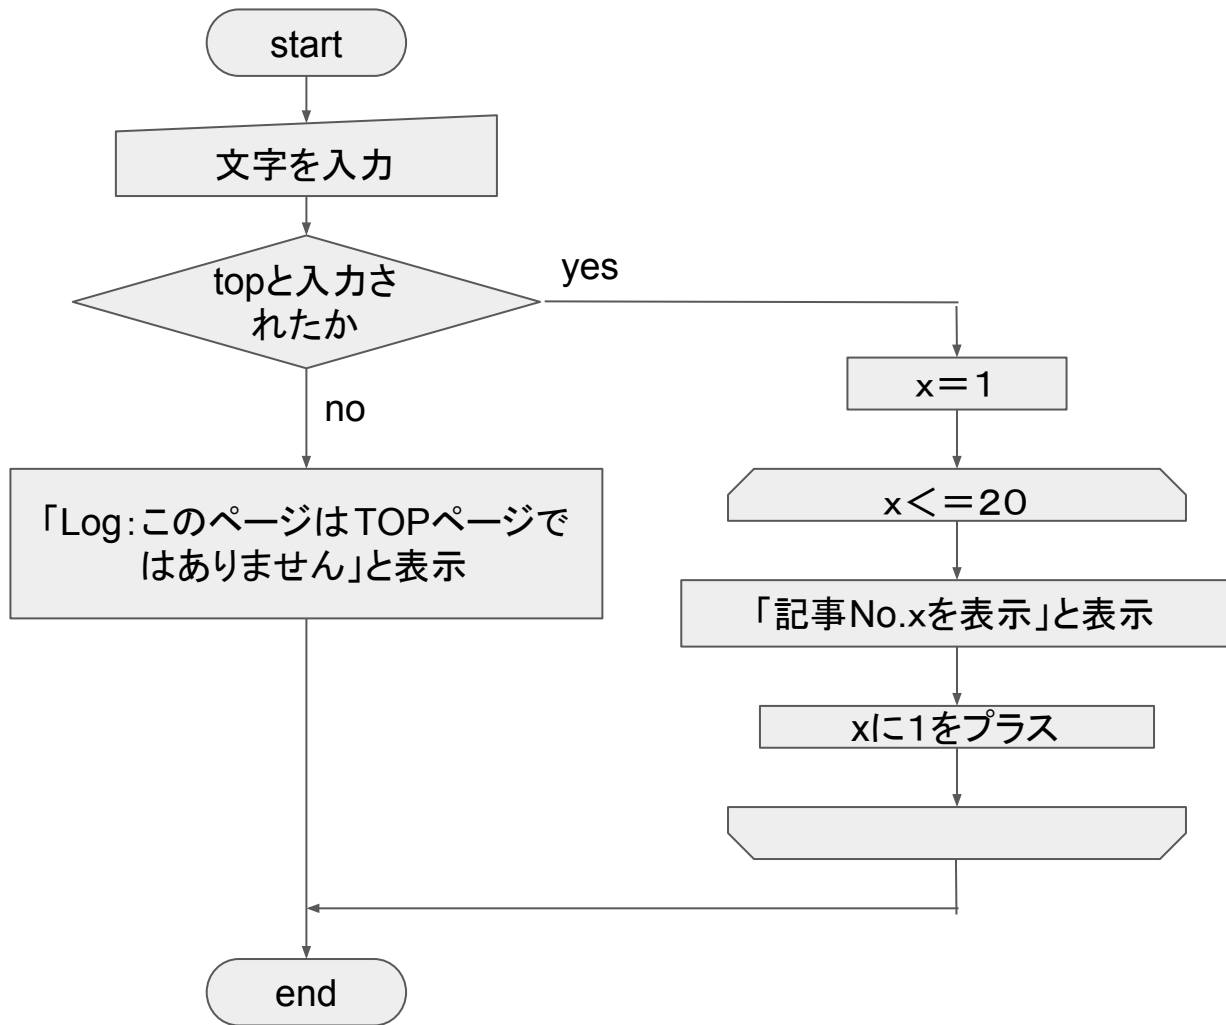 start
文字を入力
topと入力さ
れたか
yes
no
x＝1
「Log：このページはTOPページで
はありません」と表示
x＜＝20
「記事No.xを表示」と表示
xに1をプラス
end